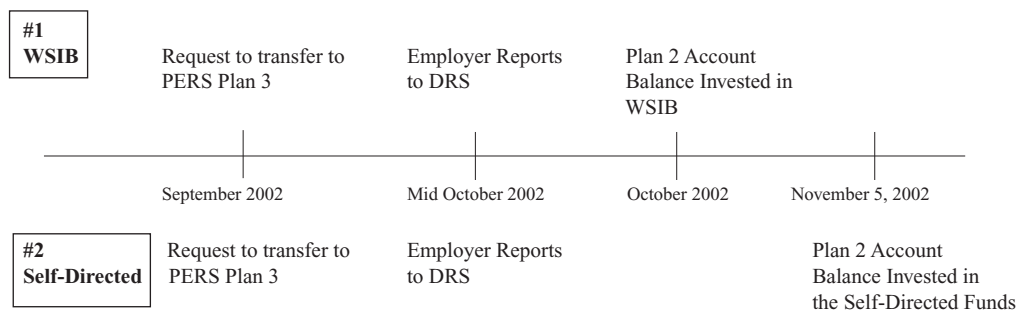 #1
WSIB
Request to transfer to
PERS Plan 3
Employer Reports
to DRS
Plan 2 Account
Balance Invested in
WSIB
September 2002
Mid October 2002
October 2002
November 5, 2002
#2
Self-Directed
Request to transfer to
PERS Plan 3
Employer Reports
to DRS
Plan 2 Account
Balance Invested in
the Self-Directed Funds